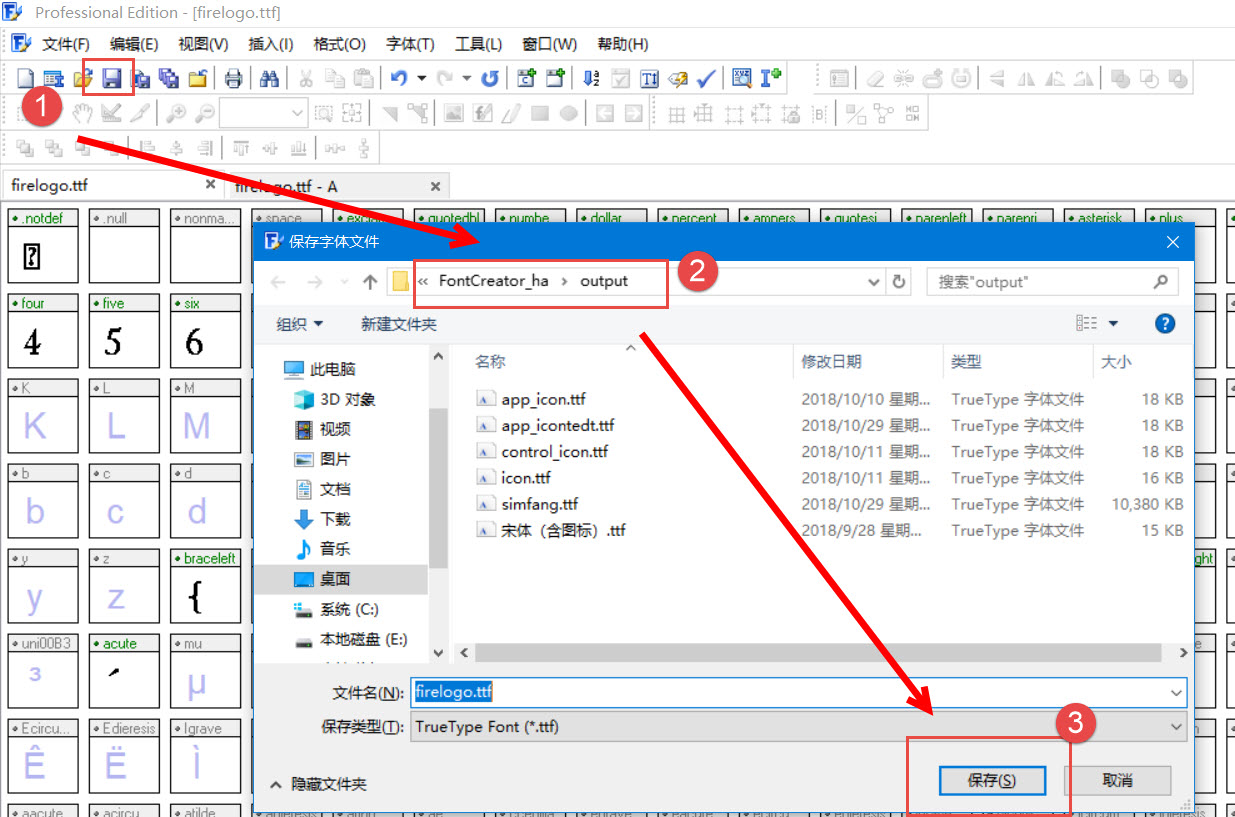 Professional Edition - [firelogo.ttf]
文件(F) 编辑(E) 视图(V) 插入(I) 格式(O) 字体(T) 工具(L) 窗口(W) 帮助(H)
1
firelogo.ttf
firelogo.ttf - A
.notdef .null nonma... space quotedbl numbe... dollar percent ampers... quotesi... parenleft parenri... asterisk plus
保存字体文件
« FontCreator_ha › output
2
搜索"output"
four five six
4 5 6
组织 新建文件夹
名称 修改日期 类型 大小
此电脑
3D 对象
视频
图片
文档
下载
音乐
桌面
系统 (C:)
本地磁盘 (E:)
app_icon.ttf 2018/10/10 星期... TrueType 字体文件 18 KB
app_icontedt.ttf 2018/10/29 星期... TrueType 字体文件 18 KB
control_icon.ttf 2018/10/11 星期... TrueType 字体文件 18 KB
icon.ttf 2018/10/11 星期... TrueType 字体文件 16 KB
simfang.ttf 2018/10/29 星期... TrueType 字体文件 10,380 KB
宋体（含图标）.ttf 2018/9/28 星期... TrueType 字体文件 15 KB
K L M
K L M
b c d
b c d
y z braceleft
y z {
uni00B3 acute mu
³ ´ µ
文件名(N): firelogo.ttf
保存类型(T): TrueType Font (*.ttf)
Ecircu... Edieresis Igrave
Ê Ë Ì
3
隐藏文件夹
保存(S) 取消
aacute acircu... atilde